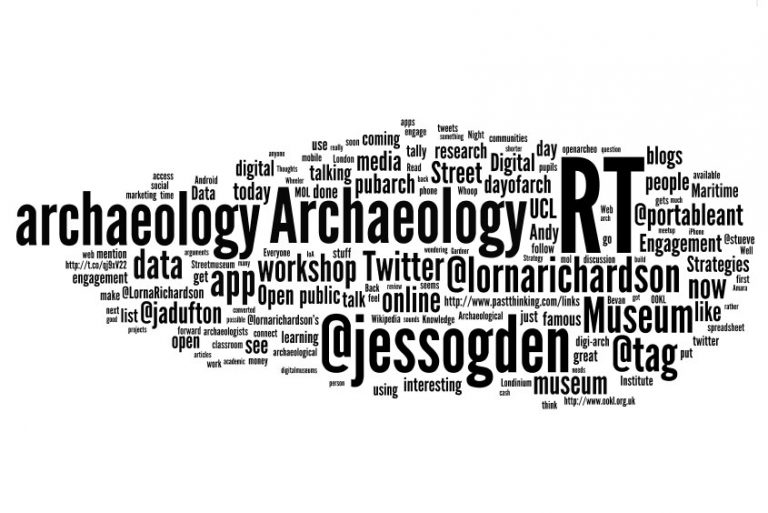 apps
engage
tweets
something
Night
communities
use
really
soon
coming
tally
research
shorter
day
openarcheo
question
anyone
mobile
London
media
Read
Digital
pupils
blogs
digital
Thoughts
talking
back
Street
people
available
access
social
Android
today
Wheeler
MOL
done
pubarch
phone
Whoop
dayofarch
RT
Maritime
marketing
time
Data
archaeology
Archaeology
UCL
Web
arch
gets
much
@portableant
Andy
go
meetup
iPhone
web
mention
arguments
Everyone
IoA
stuff
wondering
Gardner
follow
Engagement
@stueve
Well
http://t.co/qj9xV22
data
Streetmuseum
many
workshop
Twitter
@lornarichardson
Strategy
mol
discussion
build
Strategies
engagement
get
app
now
first
Anura
make
@LornaRichardson
Open
public
talk
Back
feel
review
seems
online
http://www.pastthinking.com/links
Bevan
got
OOKL
next
good
list
@jadufton
converted
@lornarichardson's
Wikipedia
sounds
Knowledge
Archaeological
just
famous
Museum
like
rather
spreadsheet
projects
forward
archaeologists
connect
learning
@jessogden
digi-arch
twitter
open
classroom
see
archaeological
great
@tag
put
articles
work
academic
money
digitalmuseums
needs
person
using
interesting
Londinium
cash
museum
Institute
think
http://www.ookl.org.uk